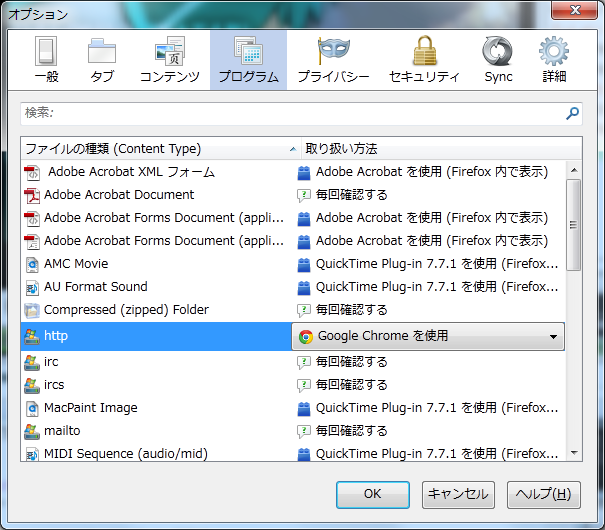 オプション
一般 タブ コンテンツ プログラム プライバシー セキュリティ Sync 詳細
検索:
ファイルの種類 (Content Type) 取り扱い方法
Adobe Acrobat XML フォーム Adobe Acrobat を使用 (Firefox 内で表示)
Adobe Acrobat Document 毎回確認する
Adobe Acrobat Forms Document (appli... Adobe Acrobat を使用 (Firefox 内で表示)
Adobe Acrobat Forms Document (appli... Adobe Acrobat を使用 (Firefox 内で表示)
AMC Movie QuickTime Plug-in 7.7.1 を使用 (Firefox...
AU Format Sound QuickTime Plug-in 7.7.1 を使用 (Firefox...
Compressed (zipped) Folder 毎回確認する
http Google Chrome を使用
irc 毎回確認する
ircs 毎回確認する
MacPaint Image QuickTime Plug-in 7.7.1 を使用 (Firefox...
mailto 毎回確認する
MIDI Sequence (audio/mid) QuickTime Plug-in 7.7.1 を使用 (Firefox...
OK キャンセル ヘルプ(H)